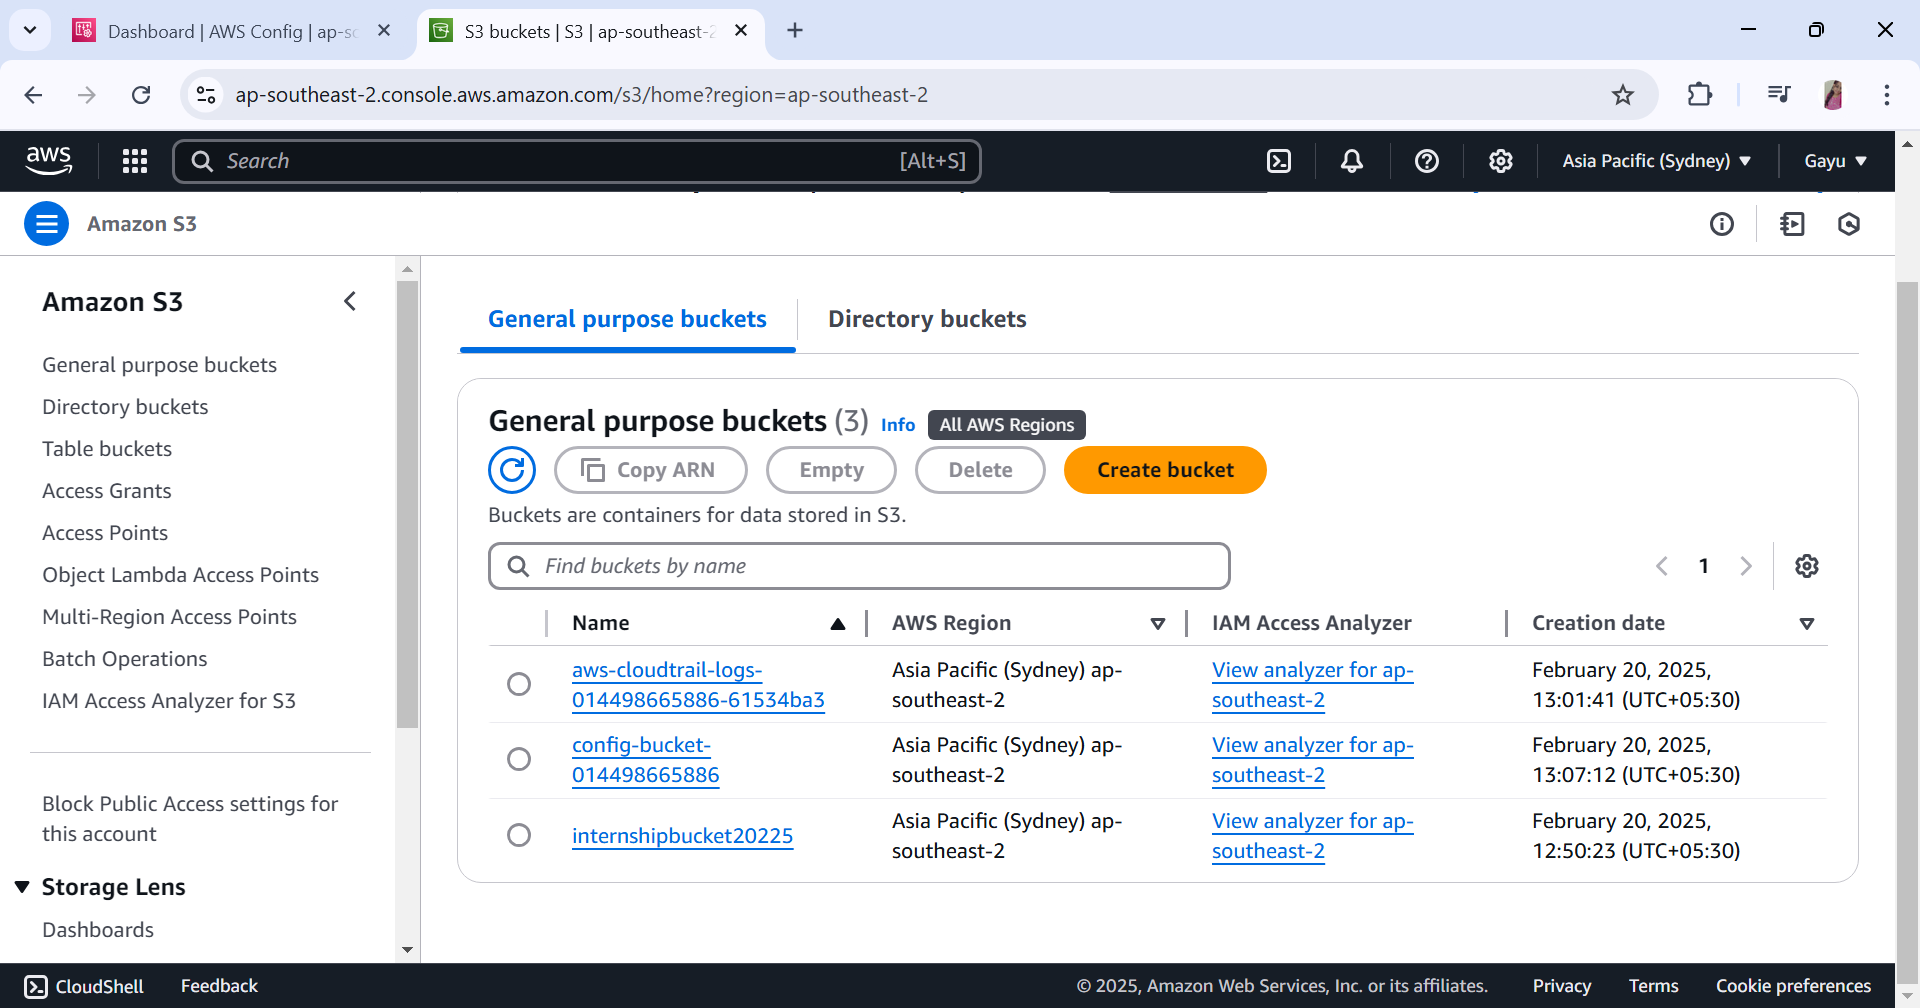 Dashboard | AWS Config | ap-so
S3 buckets | S3 | ap-southeast-2
ap-southeast-2.console.aws.amazon.com/s3/home?region=ap-southeast-2
aws
Search
[Alt+S]
Asia Pacific (Sydney)
Gayu
Amazon S3
Amazon S3
General purpose buckets
Directory buckets
Table buckets
Access Grants
Access Points
Object Lambda Access Points
Multi-Region Access Points
Batch Operations
IAM Access Analyzer for S3
Block Public Access settings for
this account
Storage Lens
Dashboards
General purpose buckets
Directory buckets
General purpose buckets (3) Info All AWS Regions
Copy ARN
Empty
Delete
Create bucket
Buckets are containers for data stored in S3.
Find buckets by name
1
Name
AWS Region
IAM Access Analyzer
Creation date
aws-cloudtrail-logs-
014498665886-61534ba3
Asia Pacific (Sydney) ap-
southeast-2
View analyzer for ap-
southeast-2
February 20, 2025,
13:01:41 (UTC+05:30)
config-bucket-
014498665886
Asia Pacific (Sydney) ap-
southeast-2
View analyzer for ap-
southeast-2
February 20, 2025,
13:07:12 (UTC+05:30)
internshipbucket20225
Asia Pacific (Sydney) ap-
southeast-2
View analyzer for ap-
southeast-2
February 20, 2025,
12:50:23 (UTC+05:30)
CloudShell
Feedback
© 2025, Amazon Web Services, Inc. or its affiliates.
Privacy
Terms
Cookie preferences